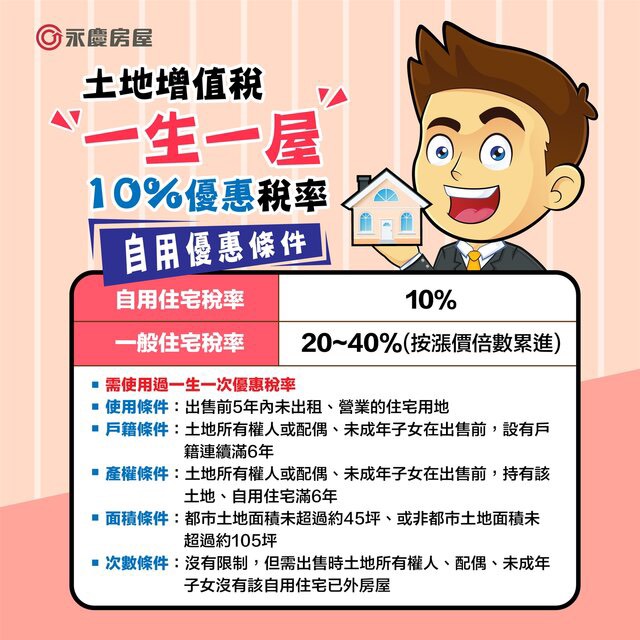 永慶房屋
土地增值稅
"一生一屋"
10%優惠稅率
自用優惠條件
自用住宅稅率 10%
一般住宅稅率 20~40%(按漲價倍數累進)
▪ 需使用過一生一次優惠稅率
▪ 使用條件：出售前5年內未出租、營業的住宅用地
▪ 戶籍條件：土地所有權人或配偶、未成年子女在出售前，設有戶
籍連續滿6年
▪ 產權條件：土地所有權人或配偶、未成年子女在出售前，持有該
土地、自用住宅滿6年
▪ 面積條件：都市土地面積未超過約45坪、或非都市土地面積未
超過約105坪
▪ 次數條件：沒有限制，但需出售時土地所有權人、配偶、未成年
子女沒有該自用住宅已外房屋